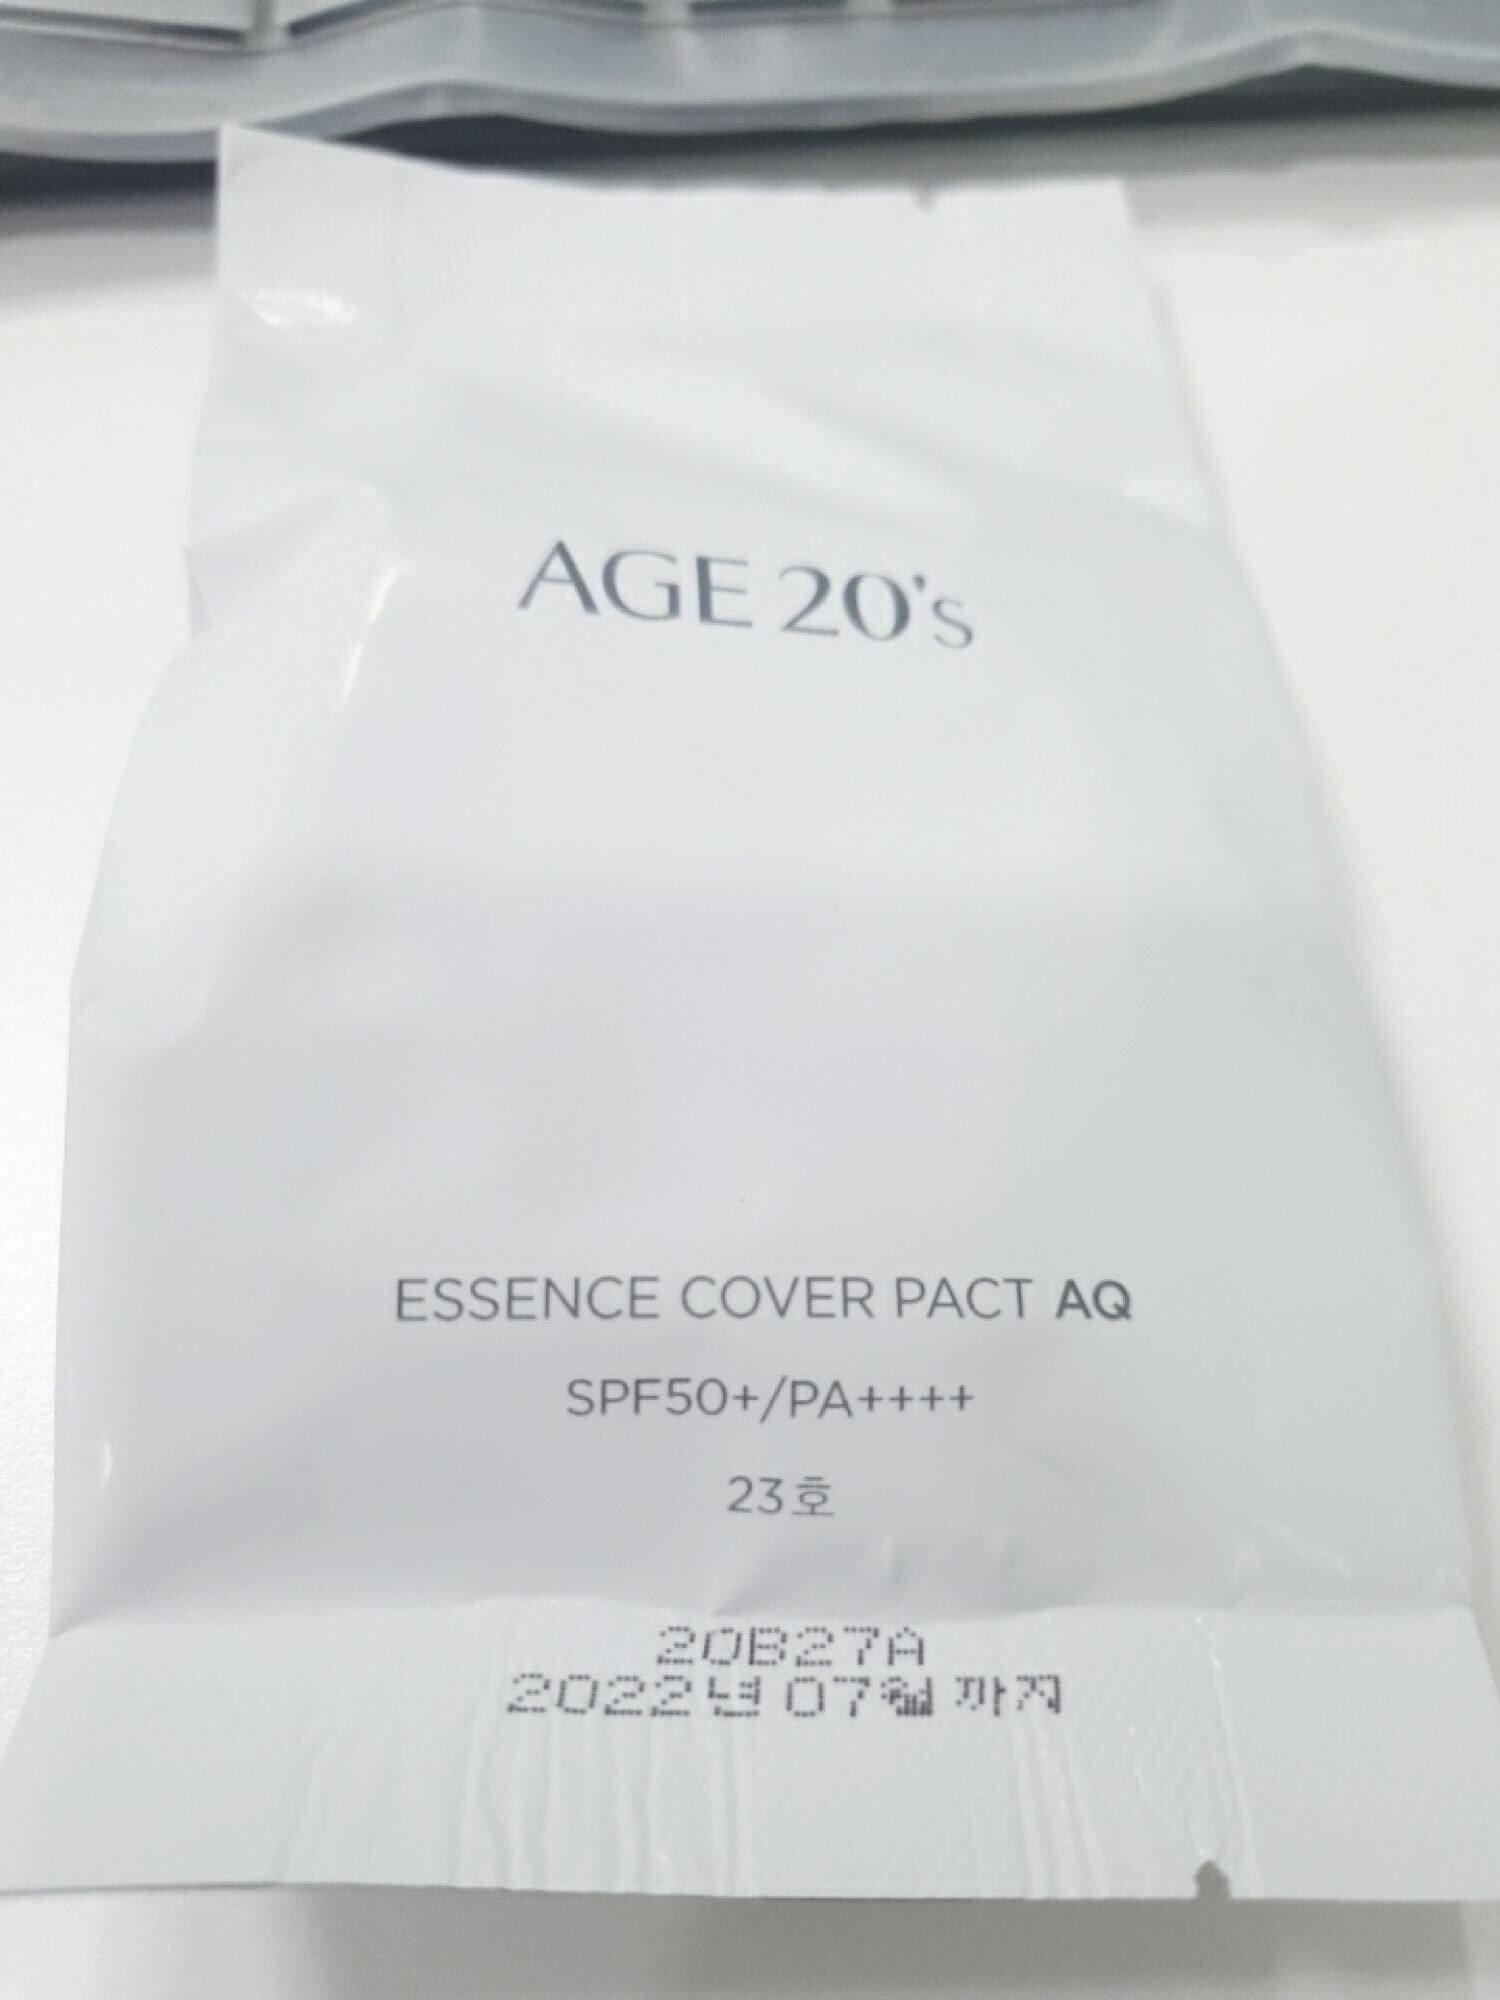 AGE 20's
ESSENCE COVER PACT AQ
SPF50+/PA++++
23호
20B27A
2022년 07월 까지